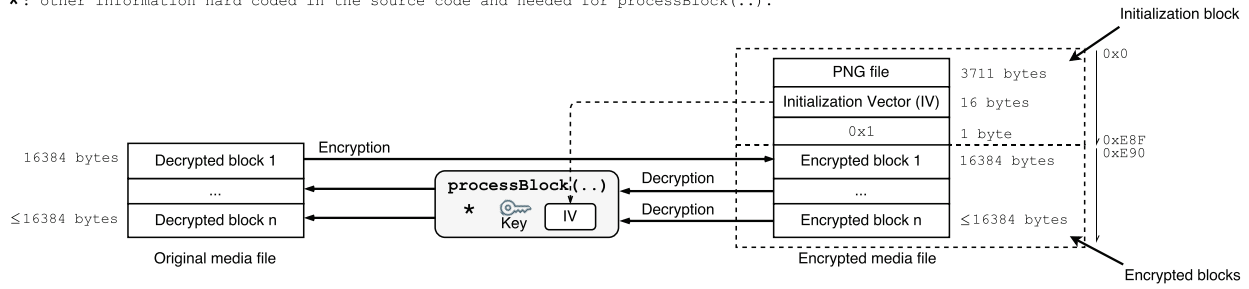 *: other information hard coded in the source code and needed for processBlock(..).
Initialization block
0x0
PNG file
3711 bytes
Initialization Vector (IV)
16 bytes
0x1
1 byte
0xE8F
0xE90
16384 bytes
Decrypted block 1
Encryption
Encrypted block 1
16384 bytes
...
processBlock(..)
Decryption
...
≤16384 bytes
Decrypted block n
*
Key
IV
Decryption
Encrypted block n
≤16384 bytes
Original media file
Encrypted media file
Encrypted blocks